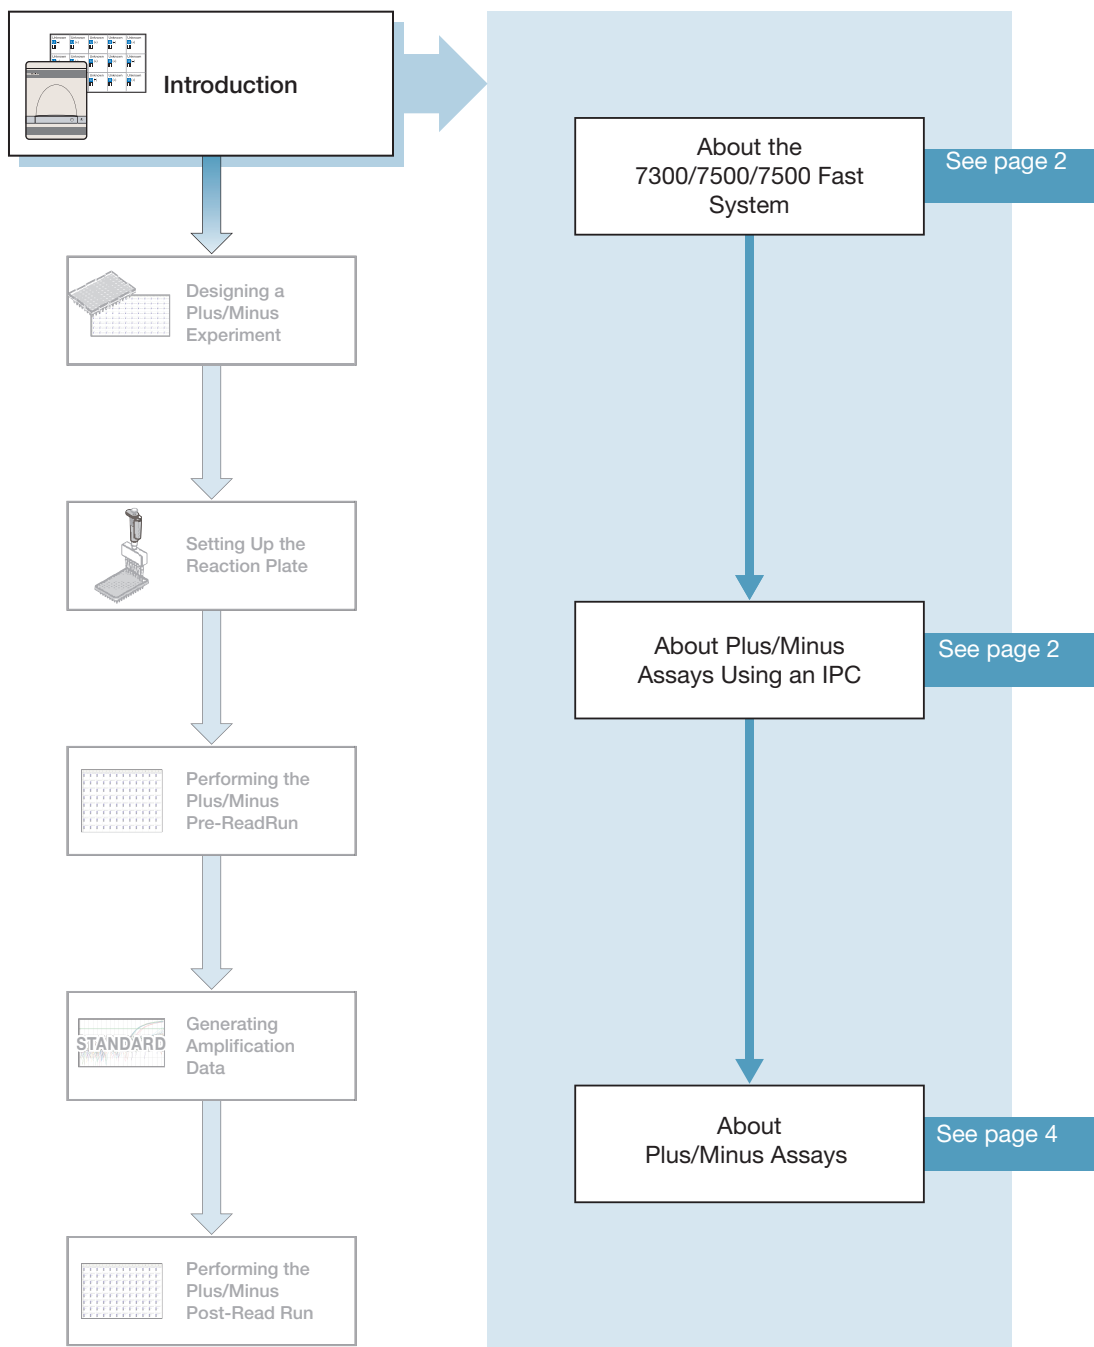 Introduction
Designing a
Plus/Minus
Experiment
Setting Up the
Reaction Plate
Performing the
Plus/Minus
Pre-ReadRun
Generating
Amplification
Data
STANDARD
Performing the
Plus/Minus
Post-Read Run
About the
7300/7500/7500 Fast
System
See page 2
About Plus/Minus
Assays Using an IPC
See page 2
About
Plus/Minus Assays
See page 4